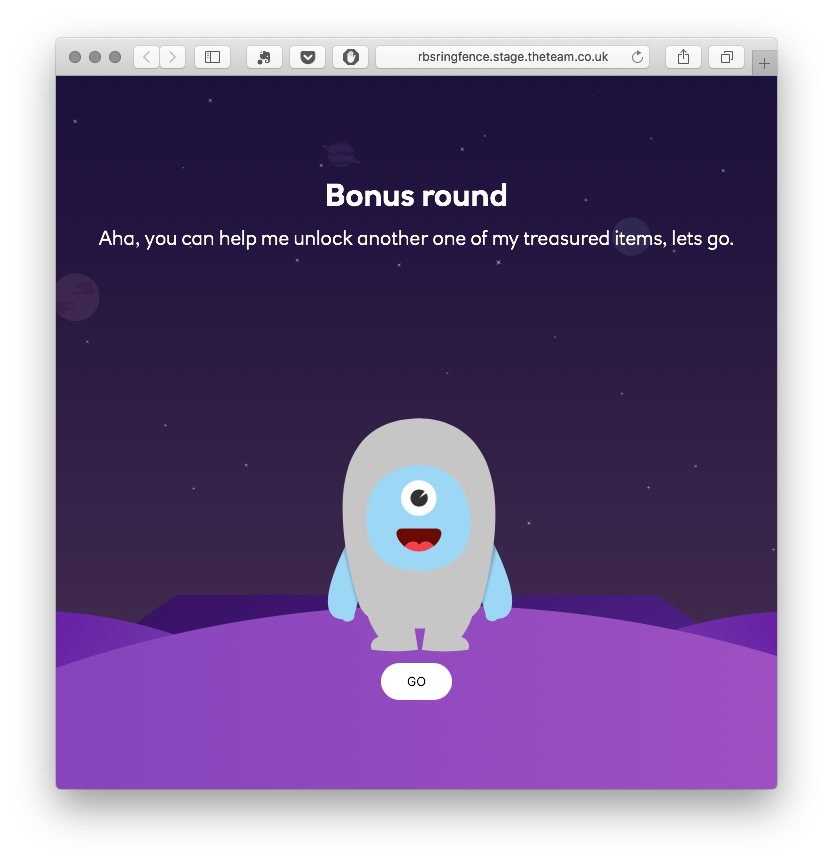 rbsringfence.stage.theteam.co.uk
Bonus round
Aha, you can help me unlock another one of my treasured items, lets go.
GO